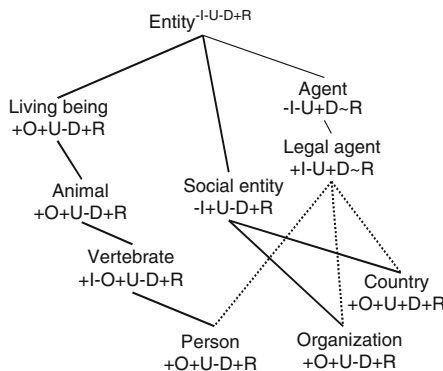 Entity-I-U-D+R
Living being
+O+U-D+R
Agent
-I-U+D~R
Legal agent
+I-U+D~R
Animal
+O+U-D+R
Social entity
-I+U-D+R
Vertebrate
+I-O+U-D+R
Country
+O+U+D+R
Person
+O+U-D+R
Organization
+O+U-D+R